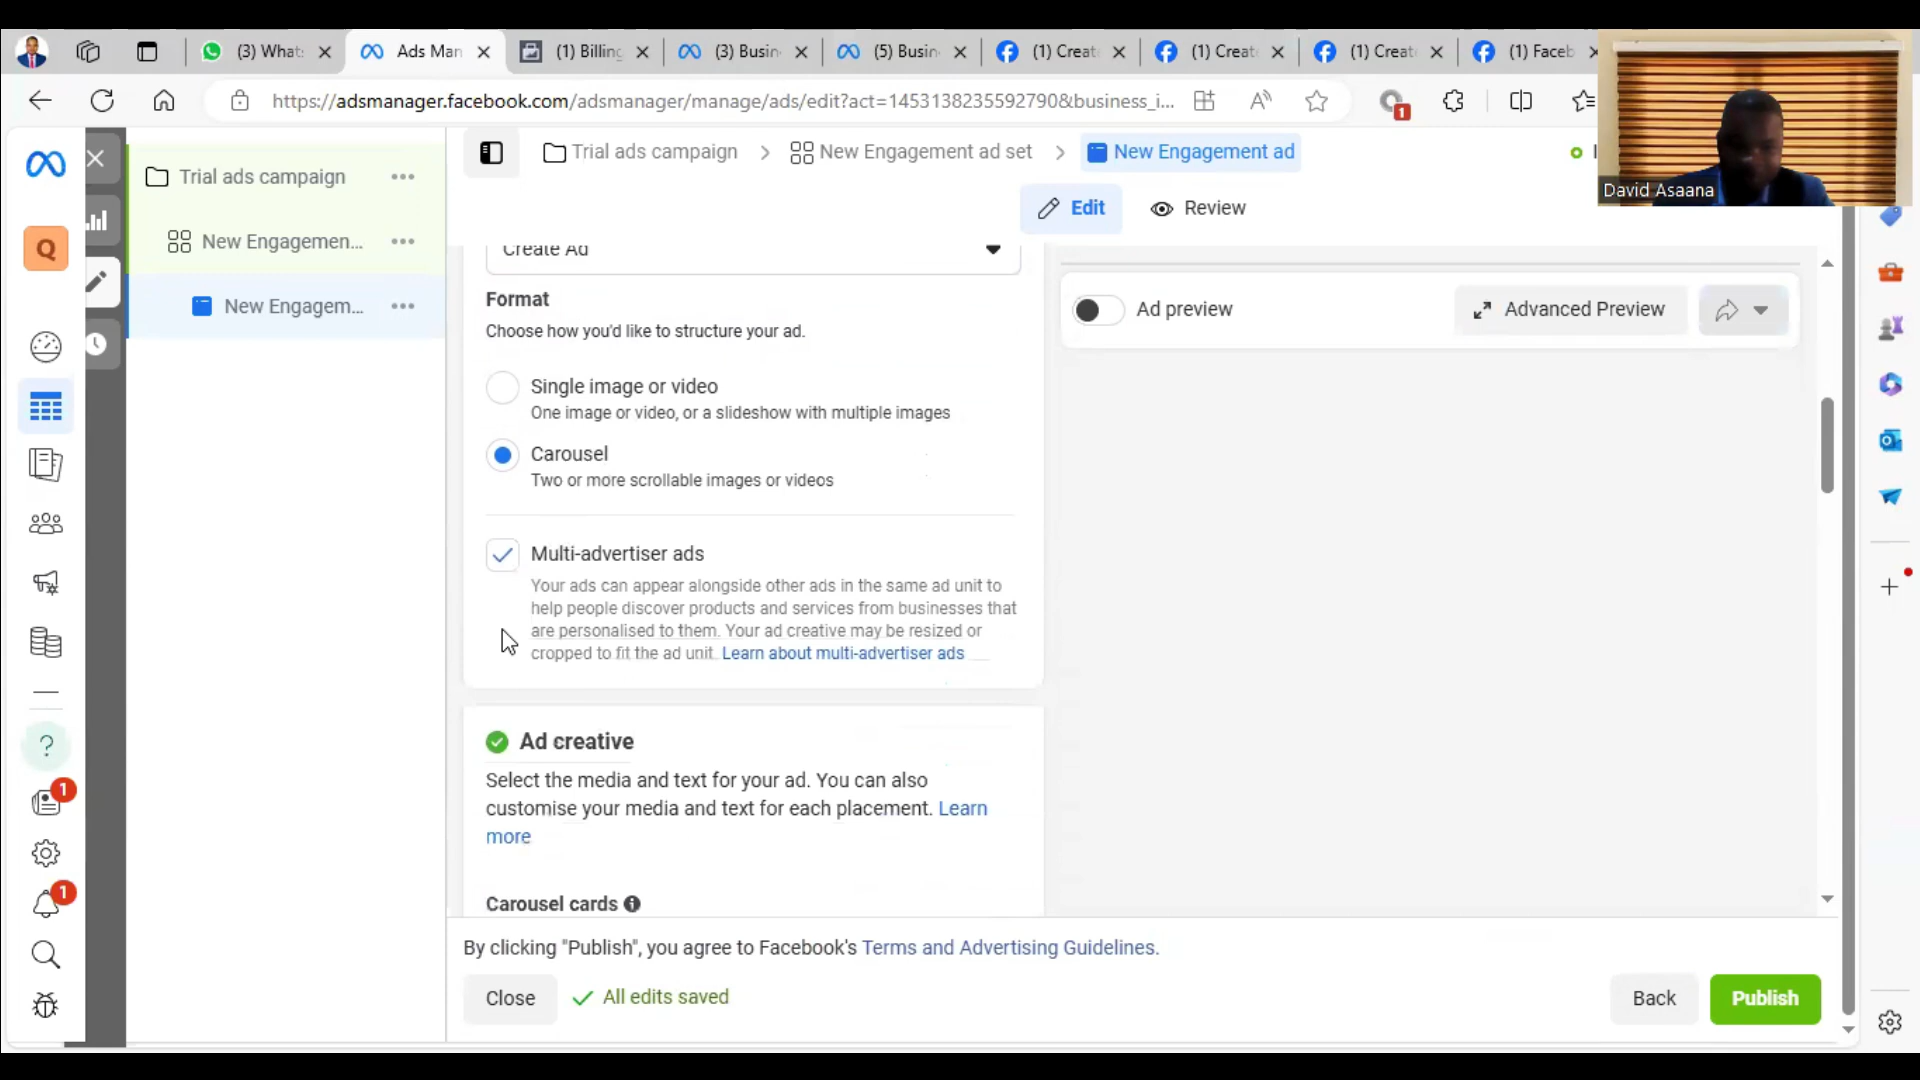 (3) What:
Ads Man
(1) Billing
(3) Busin
(5) Busin
(1) Creat
(1) Creat
(1) Creat
(1) Faceb
https://adsmanager.facebook.com/adsmanager/manage/ads/edit?act=1453138235592790&business_i...
1
David Asaana
Trial ads campaign
New Engagemen...
New Engagem...
Q
1
1
Trial ads campaign > New Engagement ad set > New Engagement ad
Edit
Review
Create Ad
Format
Choose how you'd like to structure your ad.
Single image or video
One image or video, or a slideshow with multiple images
Carousel
Two or more scrollable images or videos
Multi-advertiser ads
Your ads can appear alongside other ads in the same ad unit to
help people discover products and services from businesses that
are personalised to them. Your ad creative may be resized or
cropped to fit the ad unit. Learn about multi-advertiser ads
Ad creative
Select the media and text for your ad. You can also
customise your media and text for each placement. Learn
more
Carousel cards
Ad preview
Advanced Preview
By clicking "Publish", you agree to Facebook's Terms and Advertising Guidelines.
Close
All edits saved
Back
Publish